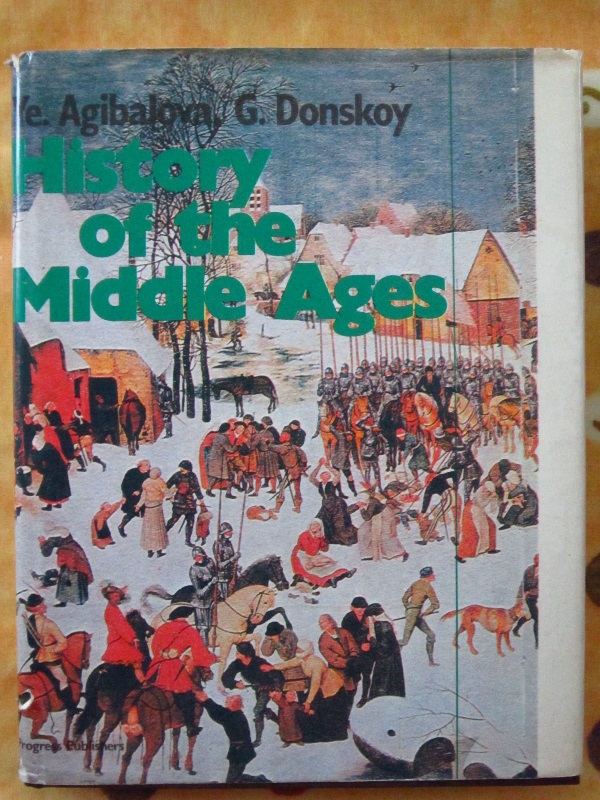 Ye. Agibalova, G. Donskoy
History
of the
Middle Ages
Progress Publishers